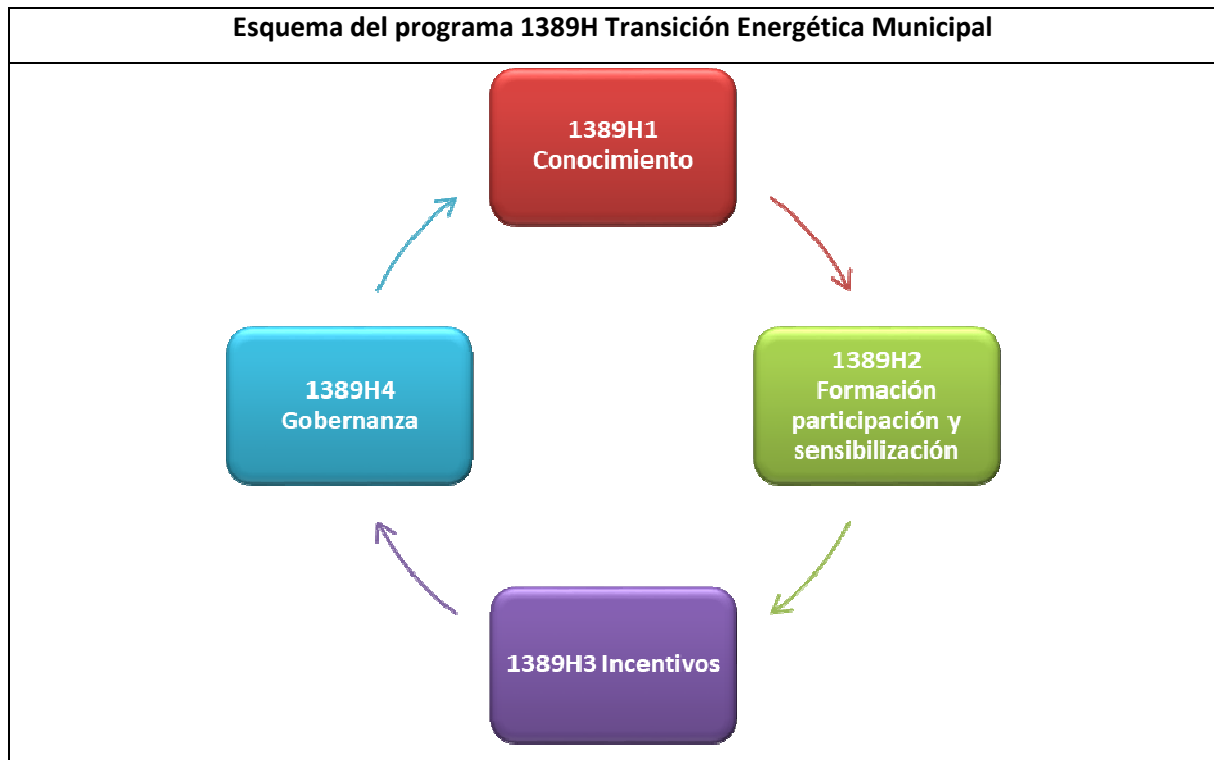 Esquema del programa 1389H Transición Energética Municipal
1389H1
Conocimiento
1389H2
Formación
participación y
sensibilización
1389H3 Incentivos
1389H4
Gobernanza